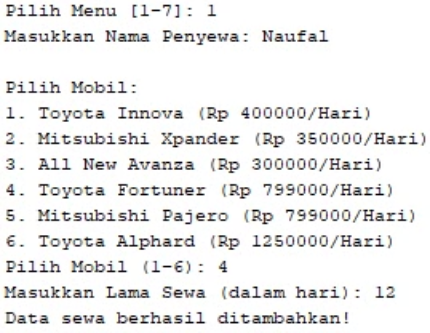 Pilih Menu [1-7]: 1
Masukkan Nama Penyewa: Naufal
Pilih Mobil:
1. Toyota Innova (Rp 400000/Hari)
2. Mitsubishi Xpander (Rp 350000/Hari)
3. All New Avanza (Rp 300000/Hari)
4. Toyota Fortuner (Rp 799000/Hari)
5. Mitsubishi Pajero (Rp 799000/Hari)
6. Toyota Alphard (Rp 1250000/Hari)
Pilih Mobil (1-6): 4
Masukkan Lama Sewa (dalam hari): 12
Data sewa berhasil ditambahkan!